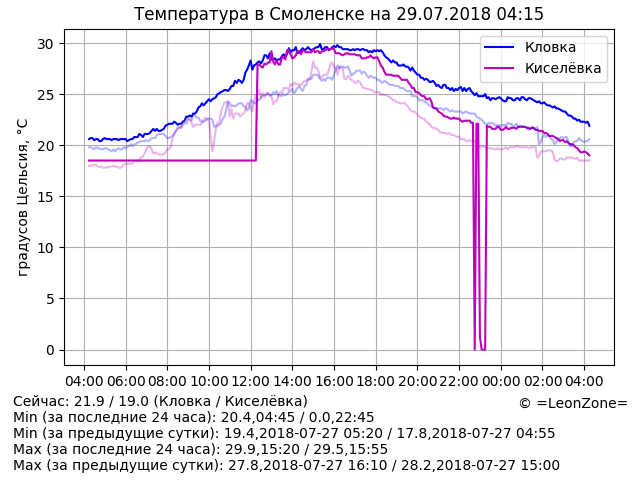 Температура в Смоленске на 29.07.2018 04:15
Кловка
Киселёвка
градусов Цельсия, °C
30
25
20
15
10
5
0
04:00 06:00 08:00 10:00 12:00 14:00 16:00 18:00 20:00 22:00 00:00 02:00 04:00
Сейчас: 21.9 / 19.0 (Кловка / Киселёвка)
© =LeonZone=
Min (за последние 24 часа): 20.4,04:45 / 0.0,22:45
Min (за предыдущие сутки): 19.4,2018-07-27 05:20 / 17.8,2018-07-27 04:55
Max (за последние 24 часа): 29.9,15:20 / 29.5,15:55
Max (за предыдущие сутки): 27.8,2018-07-27 16:10 / 28.2,2018-07-27 15:00